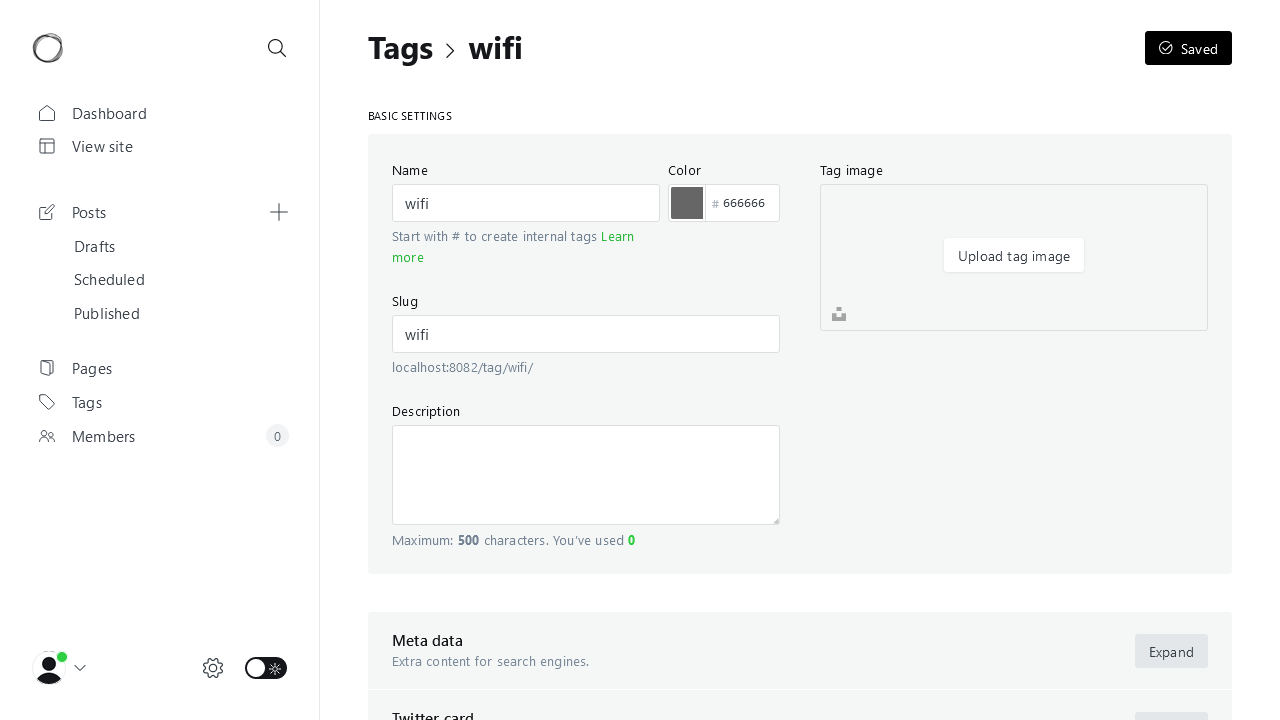 Tags > wifi
Saved
Dashboard
View site
Posts
Drafts
Scheduled
Published
Pages
Tags
Members
0
BASIC SETTINGS
Name
wifi
Start with # to create internal tags Learn
more
Color
# 666666
Slug
wifi
localhost:8082/tag/wifi/
Description
Maximum: 500 characters. You've used 0
Tag image
Upload tag image
Meta data
Extra content for search engines.
Expand
Twitter card